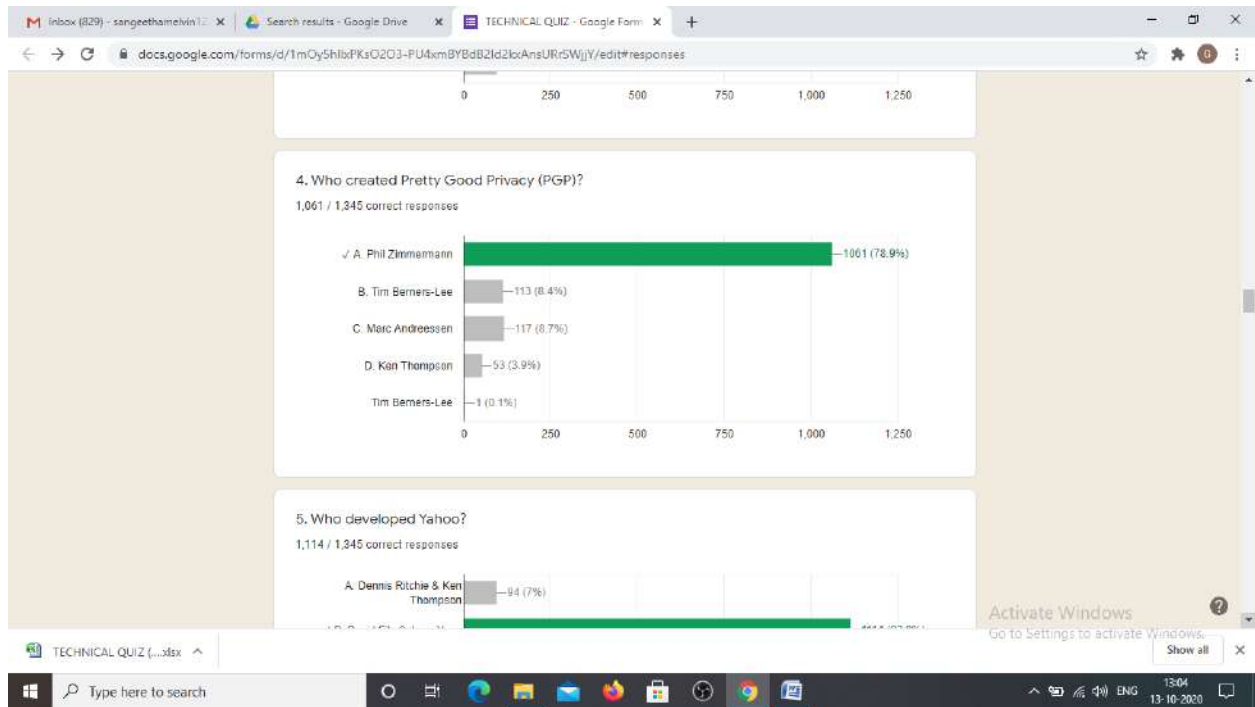 Inbox (829) - sangeethamelvin12
Search results - Google Drive
TECHNICAL QUIZ - Google Form
docs.google.com/forms/d/
/edit#responses
0 250 500 750 1,000 1,250
4. Who created Pretty Good Privacy (PGP)?
1,061 / 1,345 correct responses
✓ A. Phil Zimmermann 1061 (78.9%)
B. Tim Berners-Lee 113 (8.4%)
C. Marc Andreessen 117 (8.7%)
D. Ken Thompson 53 (3.9%)
Tim Berners-Lee 1 (0.1%)
0 250 500 750 1,000 1,250
5. Who developed Yahoo?
1,114 / 1,345 correct responses
A. Dennis Ritchie & Ken
Thompson 94 (7%)
Activate Windows
Go to Settings to activate Windows.
TECHNICAL QUIZ (....xlsx
Show all
Type here to search
ENG
13:04
13-10-2020